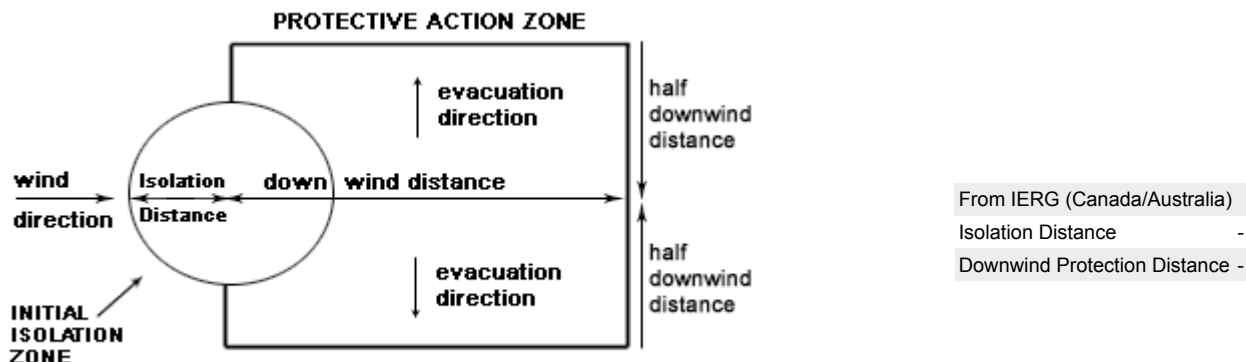 PROTECTIVE ACTION ZONE
evacuation
direction
half
downwind
distance
wind
direction
Isolation
Distance
down wind distance
evacuation
direction
half
downwind
distance
INITIAL
ISOLATION
ZONE
From IERG (Canada/Australia)
Isolation Distance -
Downwind Protection Distance -